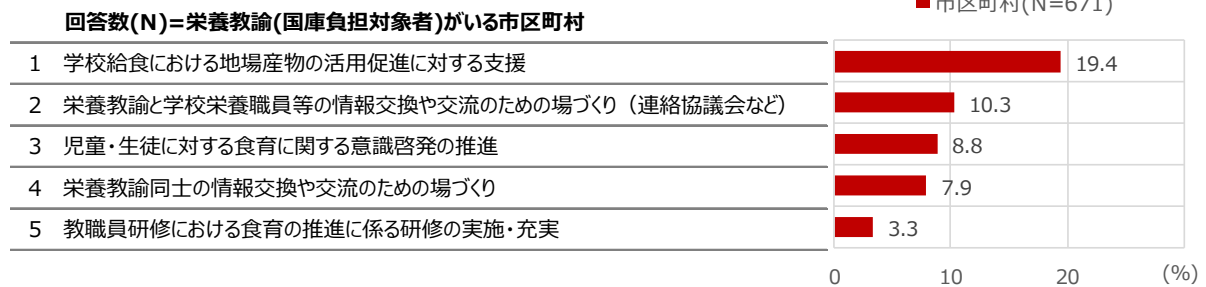 ■市区町村(N=671)
回答数(N)=栄養教諭(国庫負担対象者)がいる市区町村
1 学校給食における地場産物の活用促進に対する支援 19.4
2 栄養教諭と学校栄養職員等の情報交換や交流のための場づくり（連絡協議会など） 10.3
3 児童・生徒に対する食育に関する意識啓発の推進 8.8
4 栄養教諭同士の情報交換や交流のための場づくり 7.9
5 教職員研修における食育の推進に係る研修の実施・充実 3.3
0 10 20 (%)